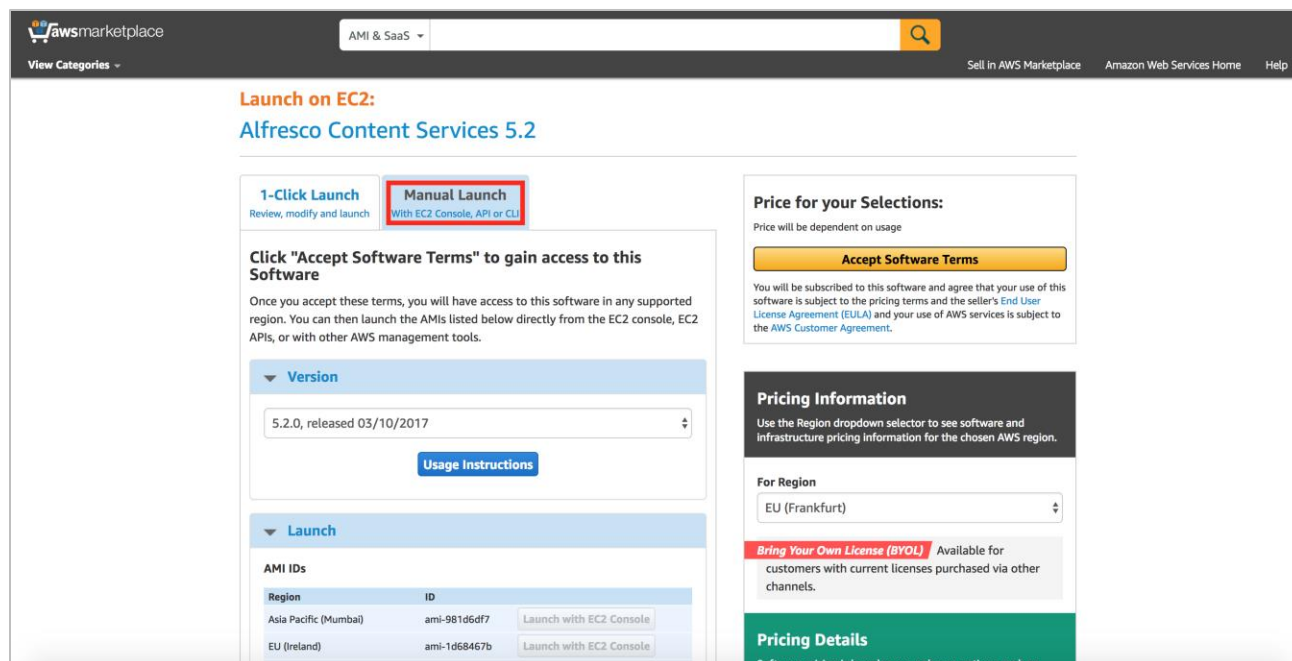 awsmarketplace
AMI & SaaS
View Categories
Sell in AWS Marketplace
Amazon Web Services Home
Help
Launch on EC2:
Alfresco Content Services 5.2
1-Click Launch
Review, modify and launch
Manual Launch
With EC2 Console, API or CLI
Click "Accept Software Terms" to gain access to this
Software
Once you accept these terms, you will have access to this software in any supported
region. You can then launch the AMIs listed below directly from the EC2 console, EC2
APIs, or with other AWS management tools.
Version
5.2.0, released 03/10/2017
Usage Instructions
Launch
AMI IDs
Region ID
Asia Pacific (Mumbai) ami-981d6df7 Launch with EC2 Console
EU (Ireland) ami-1d68467b Launch with EC2 Console
Price for your Selections:
Price will be dependent on usage
Accept Software Terms
You will be subscribed to this software and agree that your use of this
software is subject to the pricing terms and the seller's End User
License Agreement (EULA) and your use of AWS services is subject to
the AWS Customer Agreement.
Pricing Information
Use the Region dropdown selector to see software and
infrastructure pricing information for the chosen AWS region.
For Region
EU (Frankfurt)
Bring Your Own License (BYOL) Available for
customers with current licenses purchased via other
channels.
Pricing Details